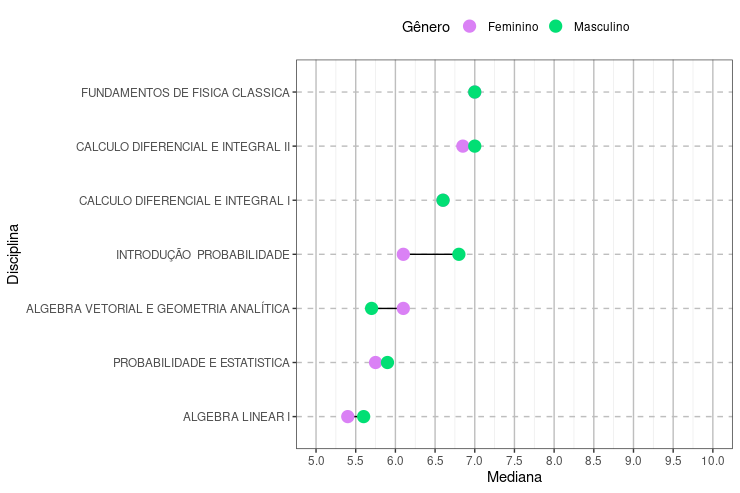 Gênero Feminino Masculino
FUNDAMENTOS DE FISICA CLASSICA
CALCULO DIFERENCIAL E INTEGRAL II
CALCULO DIFERENCIAL E INTEGRAL I
INTRODUÇÃO  PROBABILIDADE
ALGEBRA VETORIAL E GEOMETRIA ANALÍTICA
PROBABILIDADE E ESTATISTICA
ALGEBRA LINEAR I
Disciplina
5.0 5.5 6.0 6.5 7.0 7.5 8.0 8.5 9.0 9.5 10.0
Mediana